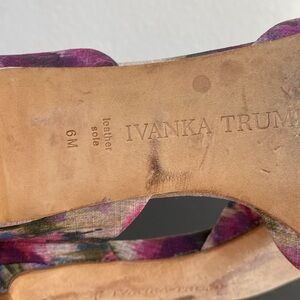 IVANKA TRUM
leather
sole
6M